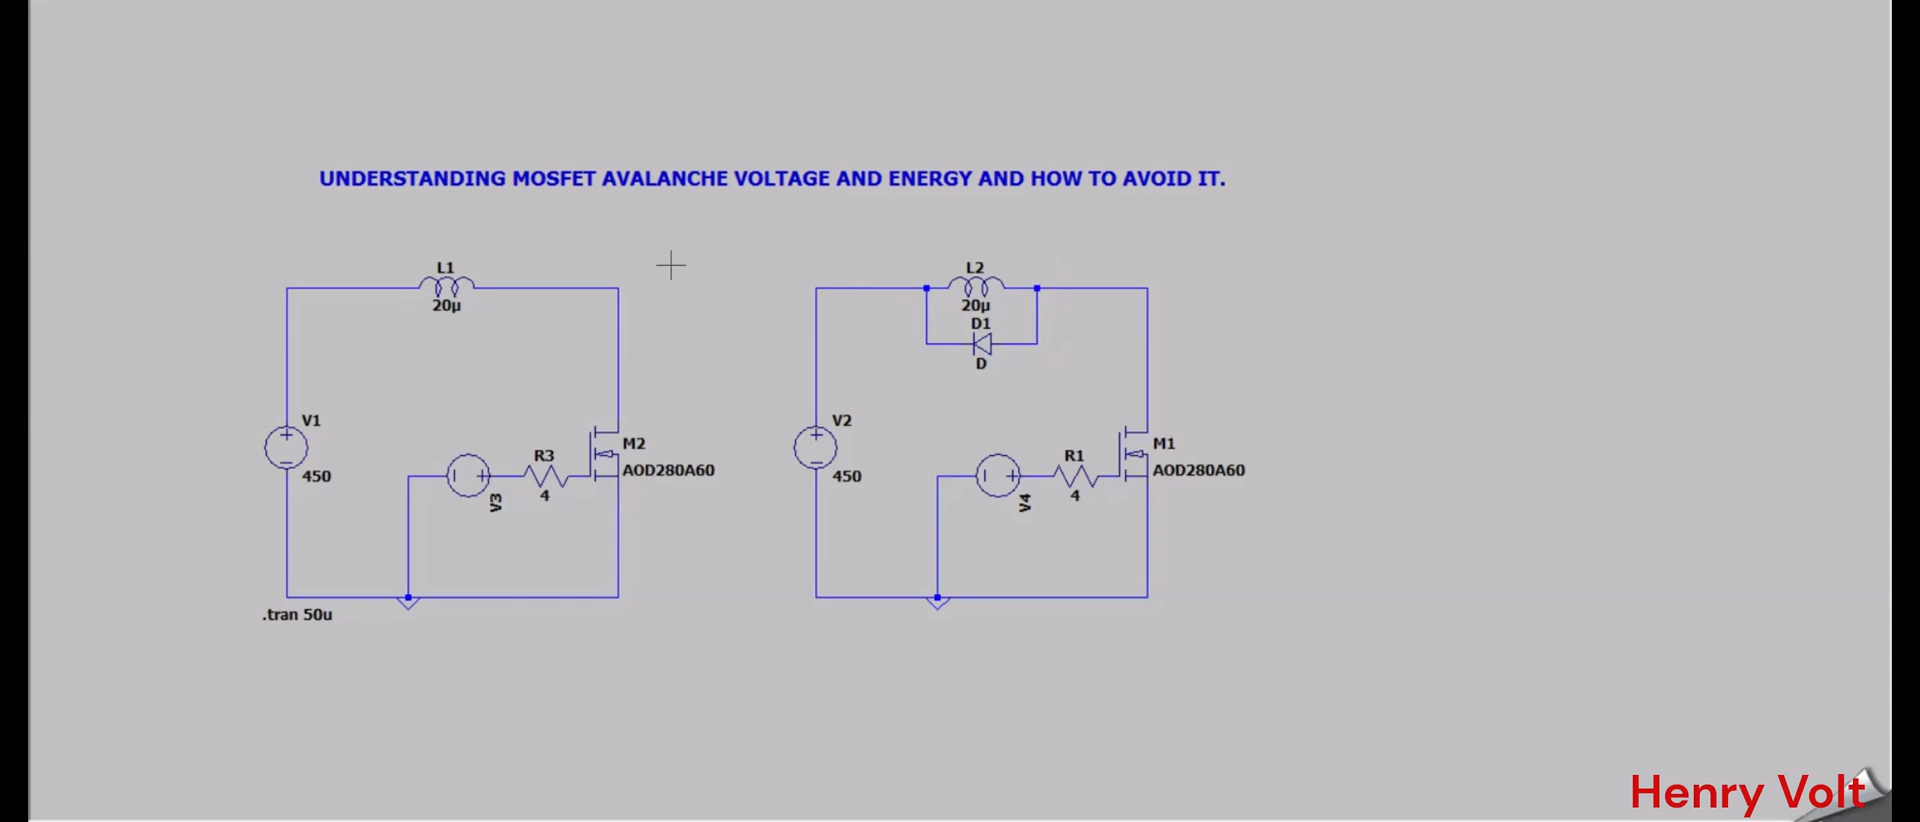 UNDERSTANDING MOSFET AVALANCHE VOLTAGE AND ENERGY AND HOW TO AVOID IT.
L1
20µ
V1
450
V3
R3
4
M2
AOD280A60
.tran 50u
L2
20µ
D1
D
V2
450
V4
R1
4
M1
AOD280A60
Henry Volt